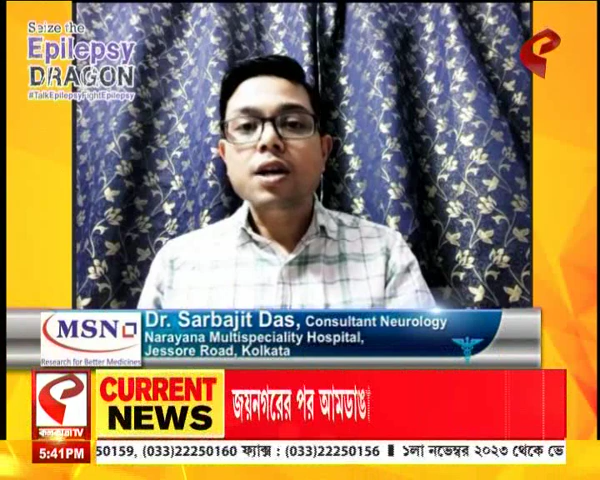 Seize the
Epilepsy
DRAGON
#TalkEpilepsyFightEpilepsy
MSN
Research for Better Medicines
Dr. Sarbajit Das, Consultant Neurology
Narayana Multispeciality Hospital,
Jessore Road, Kolkata
কলকাতা TV
CURRENT
NEWS
জয়নগরের পর আমডাঙ
5:41PM
50159, (033)22250160 ফ্যাক্স : (033)22250156 ‖ ১লা নভেম্বর ২০২৩ থেকে ভে